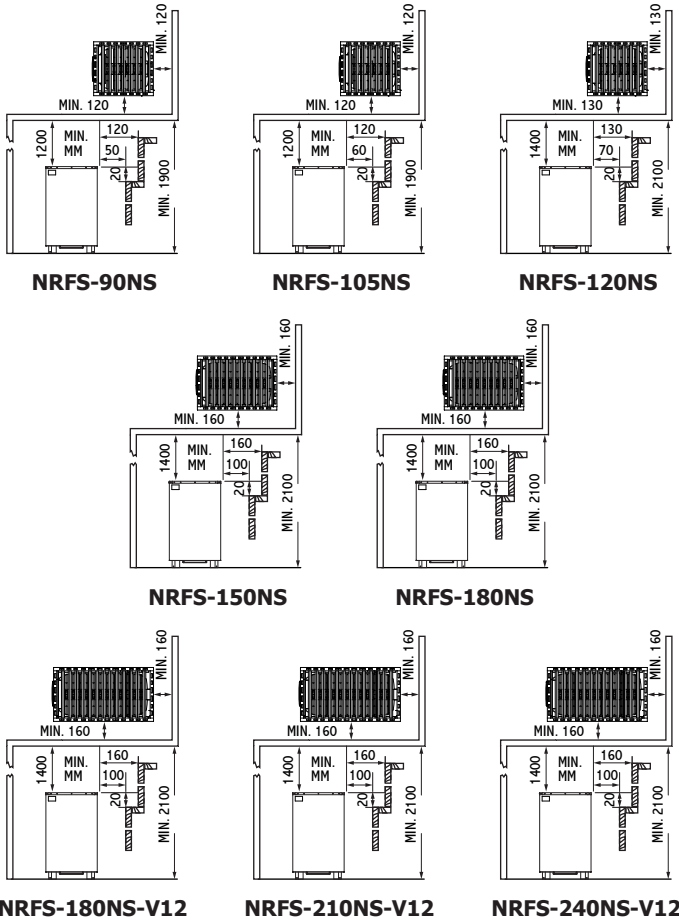 MIN. 120
MIN. 120
120
1200
MIN.
MM
50
20
MIN. 1900
NRFS-90NS
MIN. 120
MIN. 120
120
1200
MIN.
MM
60
20
MIN. 1900
NRFS-105NS
MIN. 130
MIN. 130
130
1400
MIN.
MM
70
20
MIN. 2100
NRFS-120NS
MIN. 160
MIN. 160
160
1400
MIN.
MM
100
20
MIN. 2100
NRFS-150NS
MIN. 160
MIN. 160
160
1400
MIN.
MM
100
20
MIN. 2100
NRFS-180NS
MIN. 160
MIN. 160
160
1400
MIN.
MM
100
20
MIN. 2100
NRFS-180NS-V12
MIN. 160
MIN. 160
160
1400
MIN.
MM
100
20
MIN. 2100
NRFS-210NS-V12
MIN. 160
MIN. 160
160
1400
MIN.
MM
100
20
MIN. 2100
NRFS-240NS-V12